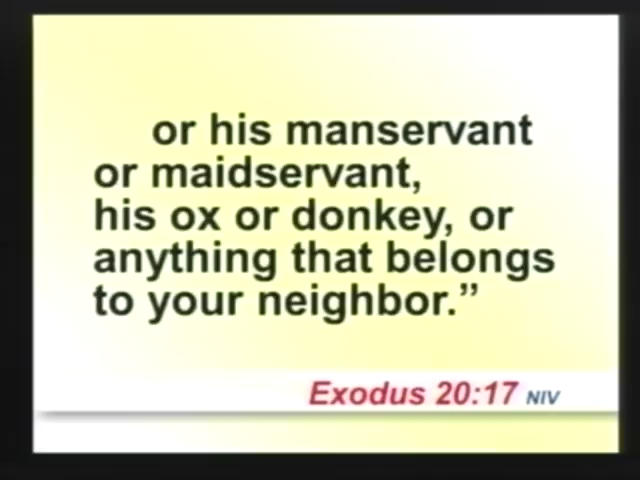 or his manservant
or maidservant,
his ox or donkey, or
anything that belongs
to your neighbor.”
Exodus 20:17 NIV